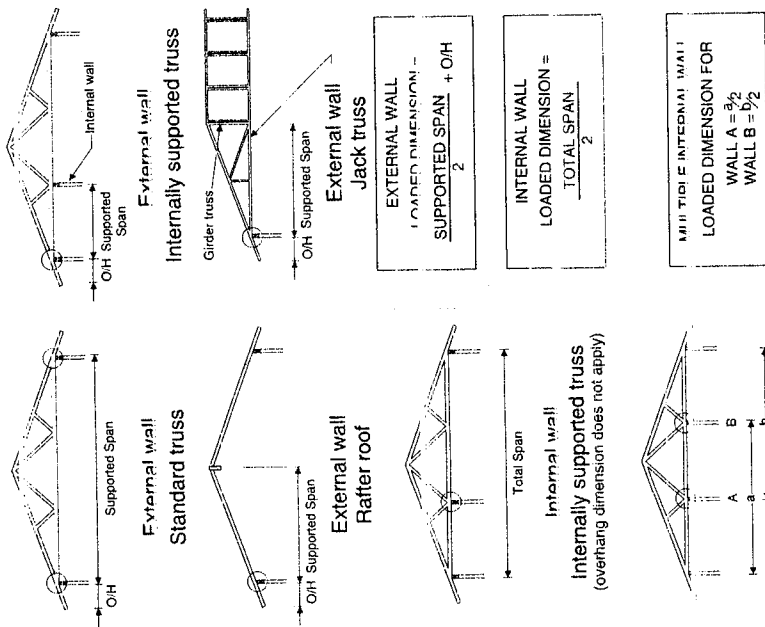 O/H
Supported Span
External wall
Standard truss
O/H Supported Span
External wall
Rafter roof
Total Span
Internal wall
Internally supported truss
(overhang dimension does not apply)
A
B
a
Internal wall
O/H Supported
Span
External wall
Internally supported truss
Girder truss
O/H Supported Span
External wall
Jack truss
EXTERNAL WALL
LOADED DIMENSION =
SUPPORTED SPAN + O/H
2
INTERNAL WALL
LOADED DIMENSION =
TOTAL SPAN
2
MULTIPLE INTERNAL WALL
LOADED DIMENSION FOR
WALL A = a/2
WALL B = b/2